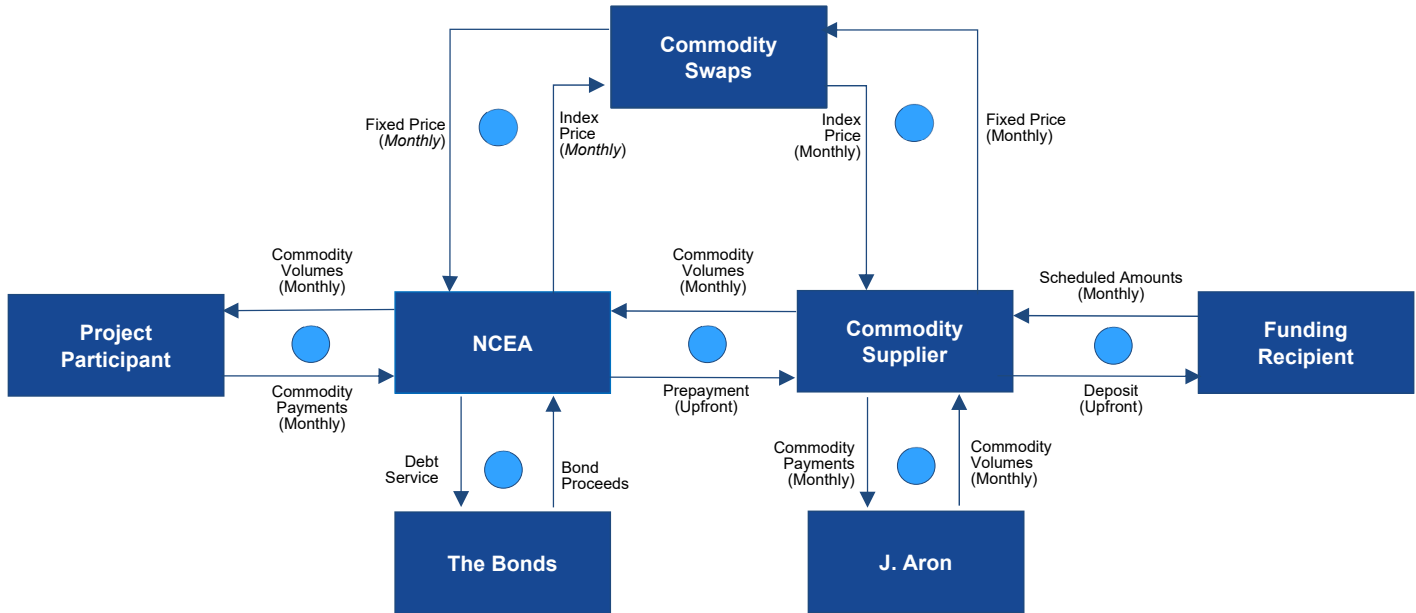 Commodity
Swaps
Fixed Price
(Monthly)
Index
Price
(Monthly)
Index
Price
(Monthly)
Fixed Price
(Monthly)
Commodity
Volumes
(Monthly)
Commodity
Volumes
(Monthly)
Scheduled Amounts
(Monthly)
Project
Participant
NCEA
Commodity
Supplier
Funding
Recipient
Commodity
Payments
(Monthly)
Prepayment
(Upfront)
Deposit
(Upfront)
Debt
Service
Bond
Proceeds
Commodity
Payments
(Monthly)
Commodity
Volumes
(Monthly)
The Bonds
J. Aron